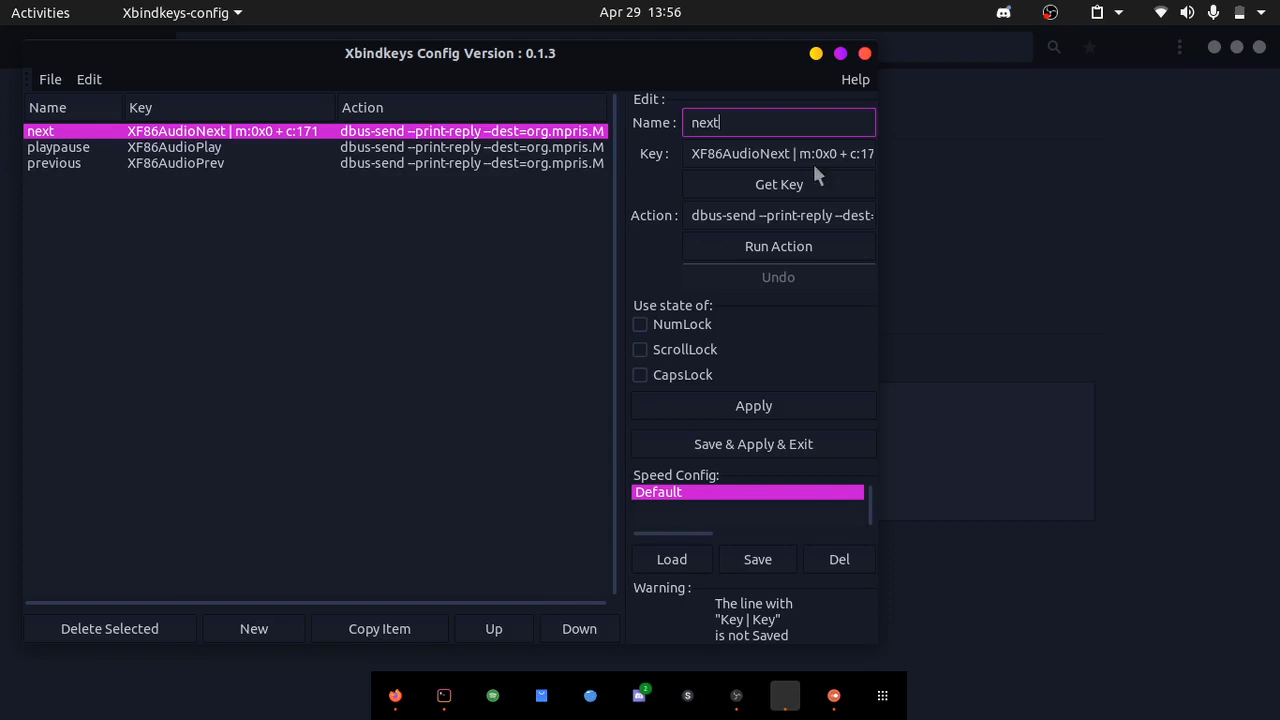 Activities
Xbindkeys-config
Apr 29 13:56
Xbindkeys Config Version : 0.1.3
File
Edit
Help
Name
Key
Action
next
XF86AudioNext | m:0x0 + c:171
dbus-send --print-reply --dest=org.mpris.M
playpause
XF86AudioPlay
dbus-send --print-reply --dest=org.mpris.M
previous
XF86AudioPrev
dbus-send --print-reply --dest=org.mpris.M
Edit :
Name :
next
Key :
XF86AudioNext | m:0x0 + c:17
Get Key
Action :
dbus-send --print-reply --dest=
Run Action
Undo
Use state of:
NumLock
ScrollLock
CapsLock
Apply
Save & Apply & Exit
Speed Config:
Default
Load
Save
Del
Warning :
The line with
"Key | Key"
is not Saved
Delete Selected
New
Copy Item
Up
Down
2
S